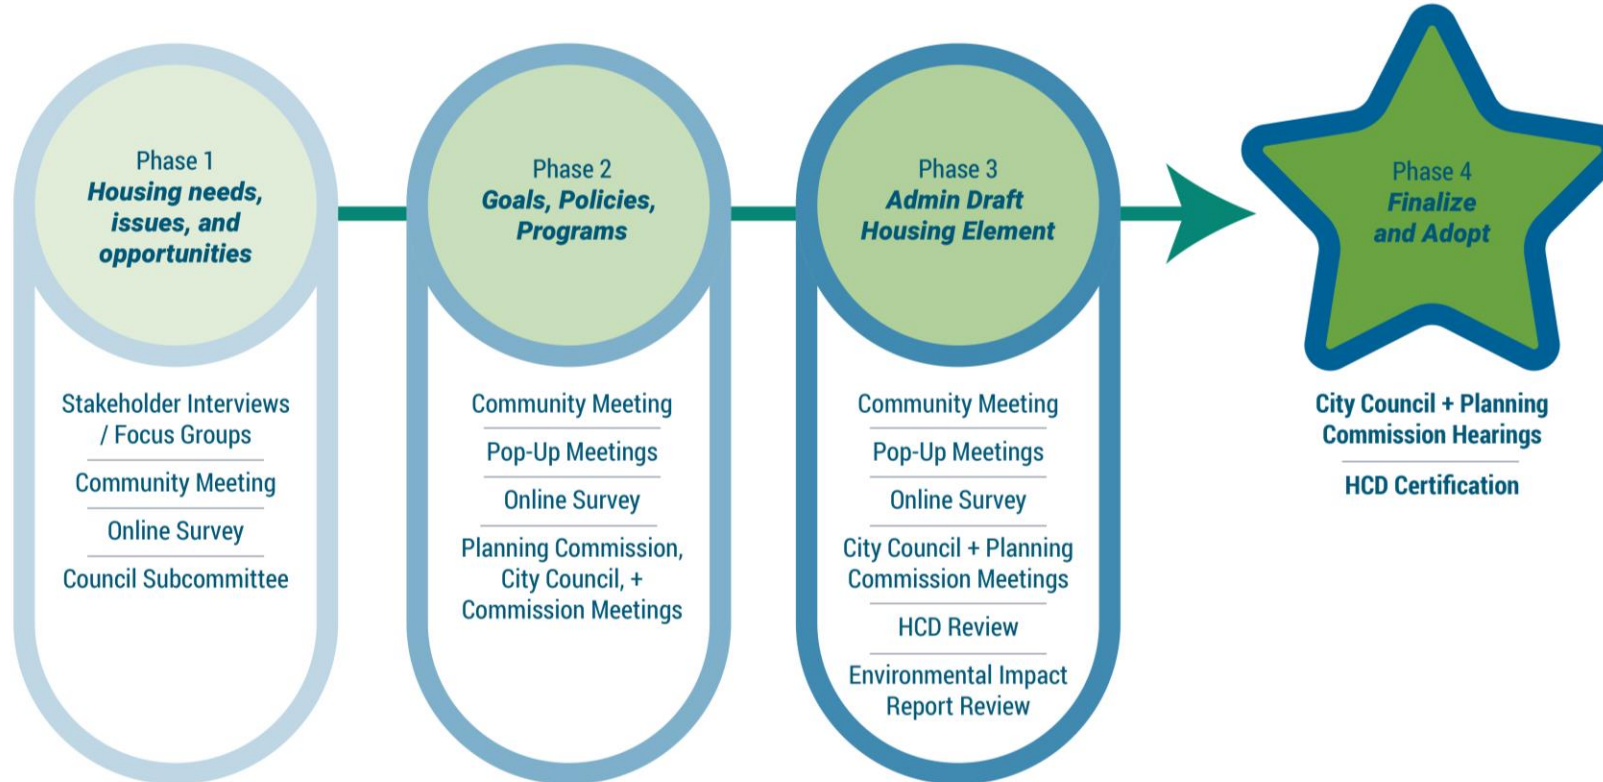 Phase 1
Housing needs,
issues, and
opportunities
Stakeholder Interviews
/ Focus Groups
Community Meeting
Online Survey
Council Subcommittee
Phase 2
Goals, Policies,
Programs
Community Meeting
Pop-Up Meetings
Online Survey
Planning Commission,
City Council, +
Commission Meetings
Phase 3
Admin Draft
Housing Element
Community Meeting
Pop-Up Meetings
Online Survey
City Council + Planning
Commission Meetings
HCD Review
Environmental Impact
Report Review
Phase 4
Finalize
and Adopt
City Council + Planning
Commission Hearings
HCD Certification